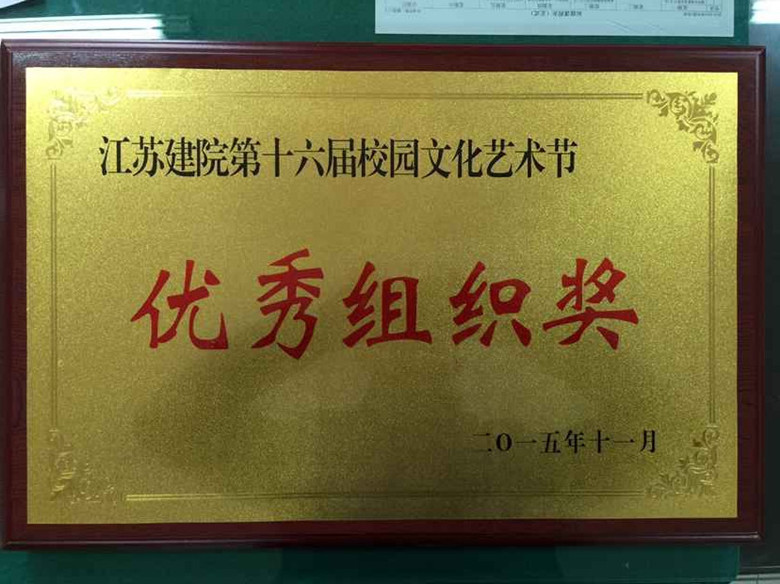 江苏建院第十六届校园文化艺术节
优秀组织奖
二〇一五年十一月